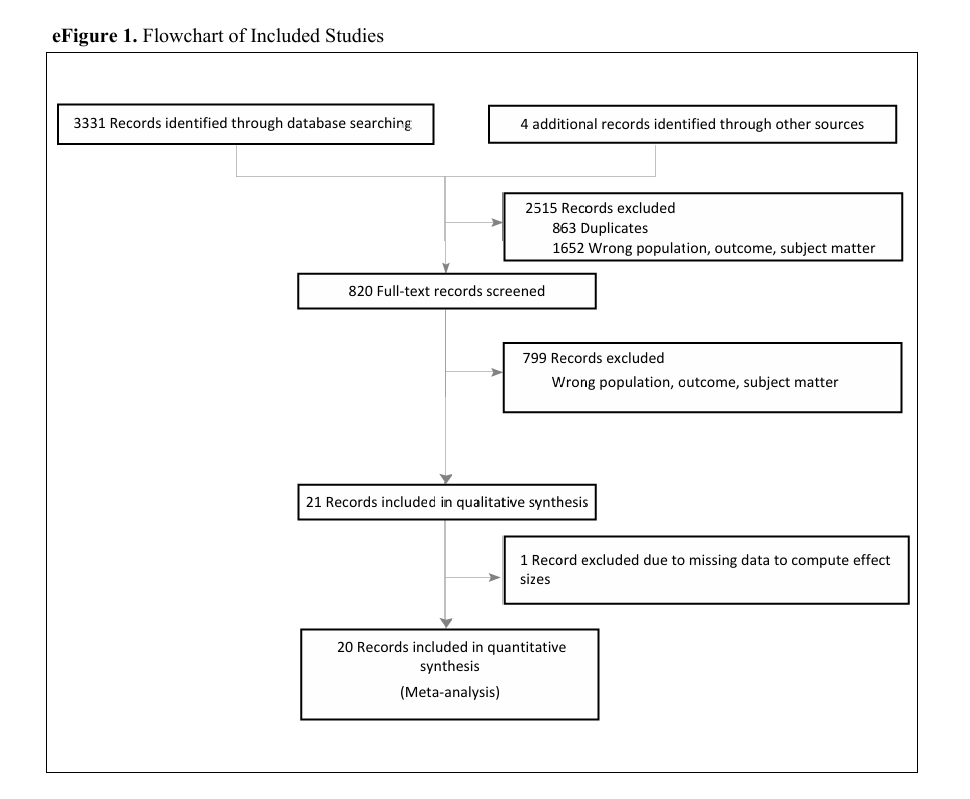 eFigure 1. Flowchart of Included Studies
3331 Records identified through database searching
4 additional records identified through other sources
2515 Records excluded
863 Duplicates
1652 Wrong population, outcome, subject matter
820 Full-text records screened
799 Records excluded
Wrong population, outcome, subject matter
21 Records included in qualitative synthesis
1 Record excluded due to missing data to compute effect
sizes
20 Records included in quantitative
synthesis
(Meta-analysis)